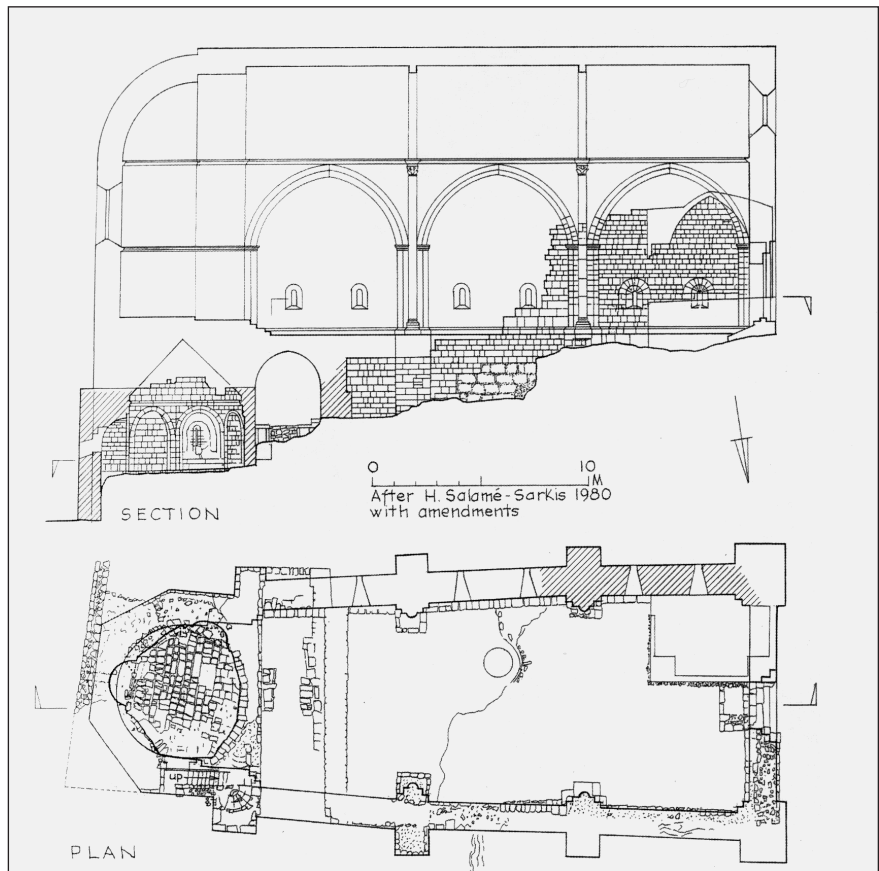 0 10
M
After H. Salamé-Sarkis 1980
with amendments
SECTION
up
PLAN